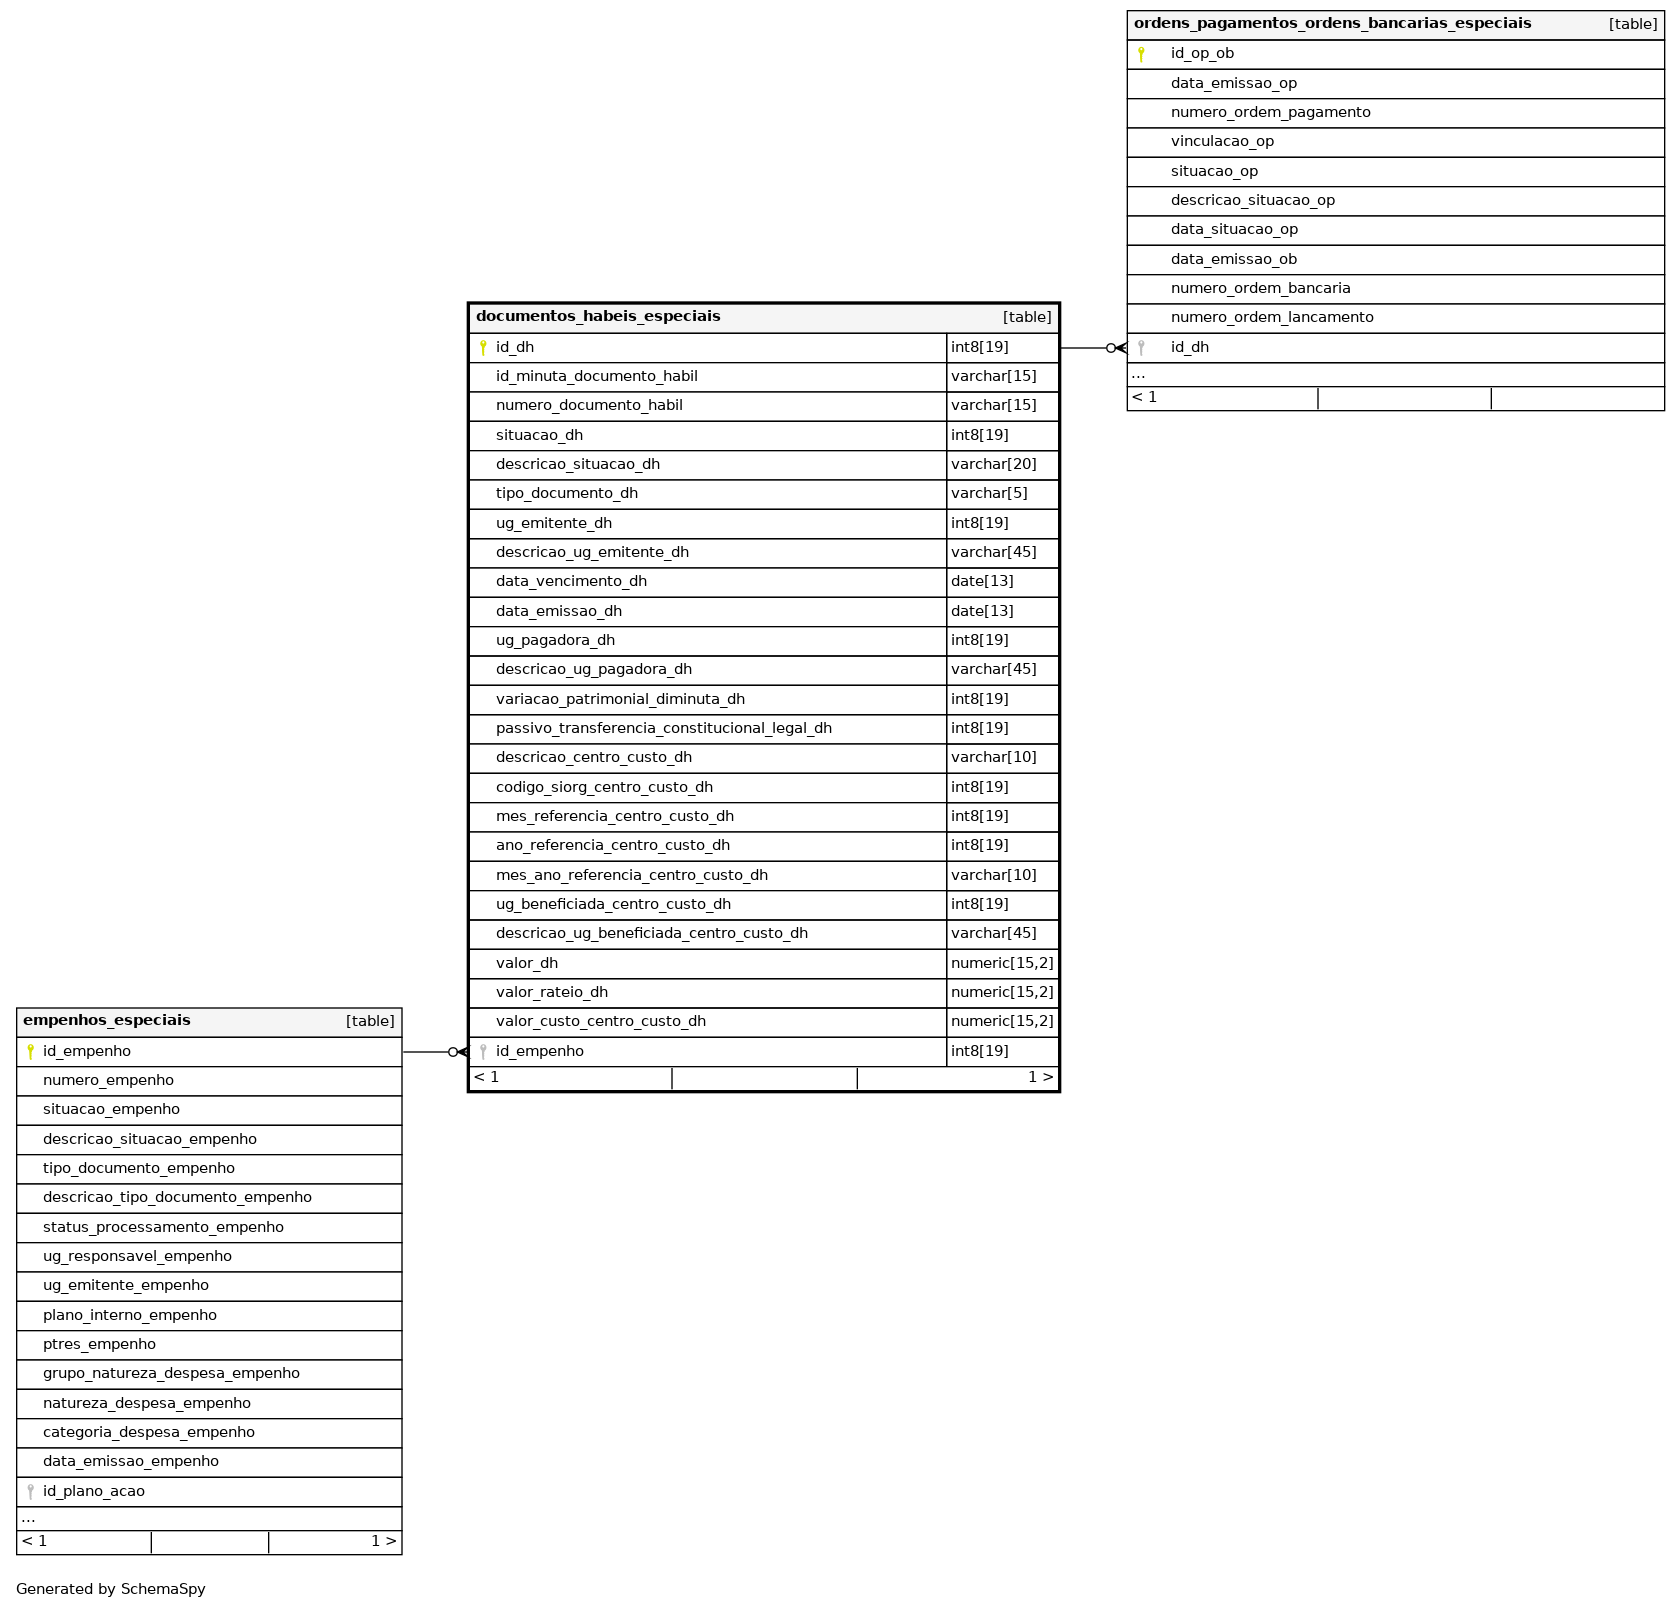 ordens_pagamentos_ordens_bancarias_especiais [table]
id_op_ob
data_emissao_op
numero_ordem_pagamento
vinculacao_op
situacao_op
descricao_situacao_op
data_situacao_op
data_emissao_ob
numero_ordem_bancaria
numero_ordem_lancamento
id_dh
...
< 1
documentos_habeis_especiais [table]
id_dh int8[19]
id_minuta_documento_habil varchar[15]
numero_documento_habil varchar[15]
situacao_dh int8[19]
descricao_situacao_dh varchar[20]
tipo_documento_dh varchar[5]
ug_emitente_dh int8[19]
descricao_ug_emitente_dh varchar[45]
data_vencimento_dh date[13]
data_emissao_dh date[13]
ug_pagadora_dh int8[19]
descricao_ug_pagadora_dh varchar[45]
variacao_patrimonial_diminuta_dh int8[19]
passivo_transferencia_constitucional_legal_dh int8[19]
descricao_centro_custo_dh varchar[10]
codigo_siorg_centro_custo_dh int8[19]
mes_referencia_centro_custo_dh int8[19]
ano_referencia_centro_custo_dh int8[19]
mes_ano_referencia_centro_custo_dh varchar[10]
ug_beneficiada_centro_custo_dh int8[19]
descricao_ug_beneficiada_centro_custo_dh varchar[45]
valor_dh numeric[15,2]
valor_rateio_dh numeric[15,2]
valor_custo_centro_custo_dh numeric[15,2]
id_empenho int8[19]
< 1 1 >
empenhos_especiais [table]
id_empenho
numero_empenho
situacao_empenho
descricao_situacao_empenho
tipo_documento_empenho
descricao_tipo_documento_empenho
status_processamento_empenho
ug_responsavel_empenho
ug_emitente_empenho
plano_interno_empenho
ptres_empenho
grupo_natureza_despesa_empenho
natureza_despesa_empenho
categoria_despesa_empenho
data_emissao_empenho
id_plano_acao
...
< 1 1 >
Generated by SchemaSpy